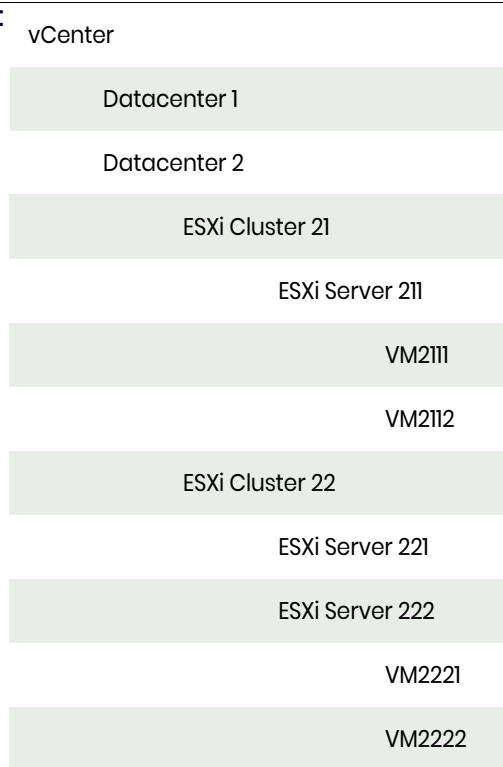 vCenter
Datacenter 1
Datacenter 2
ESXi Cluster 21
ESXi Server 211
VM2111
VM2112
ESXi Cluster 22
ESXi Server 221
ESXi Server 222
VM2221
VM2222